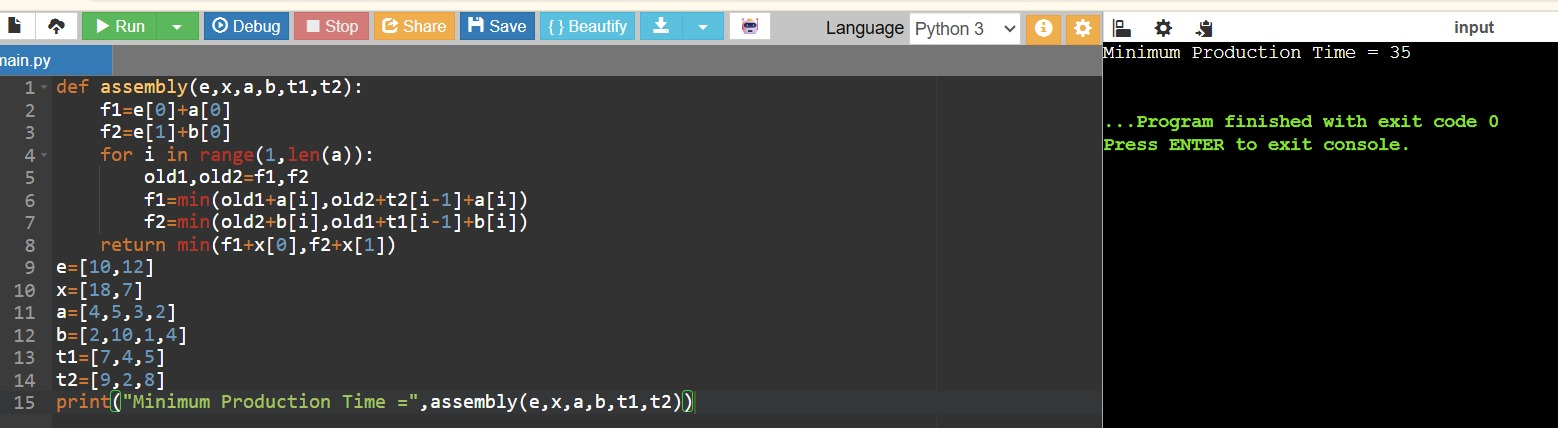 Run Debug Stop Share Save { } Beautify Language Python 3 input
main.py
1 def assembly(e,x,a,b,t1,t2):
2 f1=e[0]+a[0]
3 f2=e[1]+b[0]
4 for i in range(1,len(a)):
5 old1,old2=f1,f2
6 f1=min(old1+a[i],old2+t2[i-1]+a[i])
7 f2=min(old2+b[i],old1+t1[i-1]+b[i])
8 return min(f1+x[0],f2+x[1])
9 e=[10,12]
10 x=[18,7]
11 a=[4,5,3,2]
12 b=[2,10,1,4]
13 t1=[7,4,5]
14 t2=[9,2,8]
15 print("Minimum Production Time =",assembly(e,x,a,b,t1,t2))
Minimum Production Time = 35
...Program finished with exit code 0
Press ENTER to exit console.